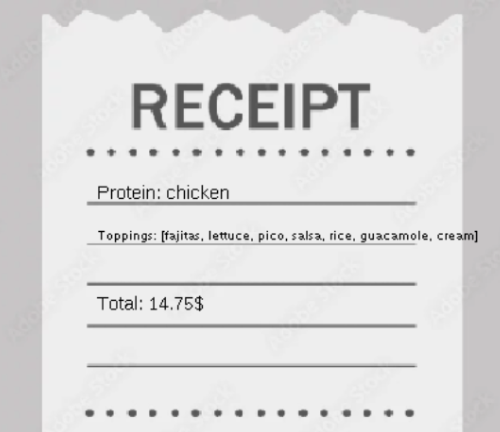 RECEIPT
Protein: chicken
Toppings: [fajitas, lettuce, pico, salsa, rice, guacamole, cream]
Total: 14.75$